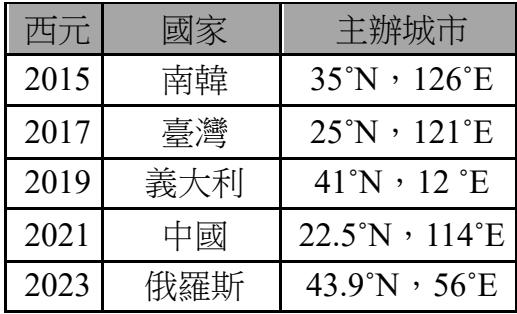 西元 國家 主辦城市
2015 南韓 35˚N，126˚E
2017 臺灣 25˚N，121˚E
2019 義大利 41˚N，12 ˚E
2021 中國 22.5˚N，114˚E
2023 俄羅斯 43.9˚N，56˚E